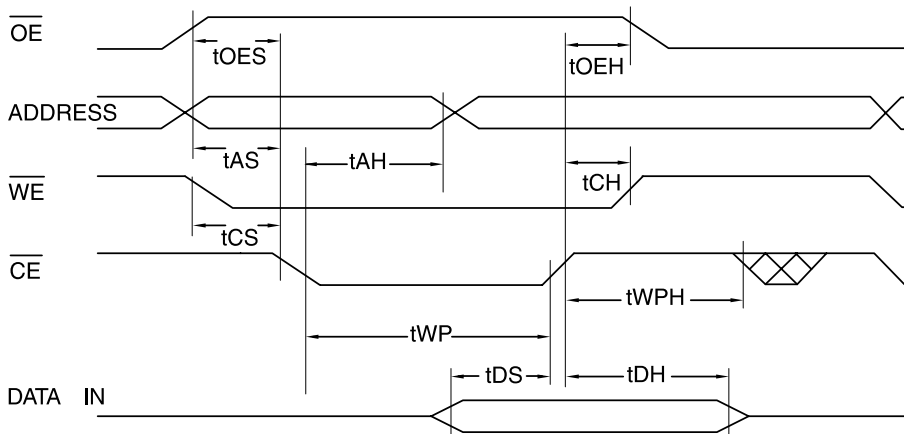 OE
tOES
tOEH
ADDRESS
tAS
tAH
tCH
WE
tCS
CE
tWPH
tWP
tDS
tDH
DATA IN